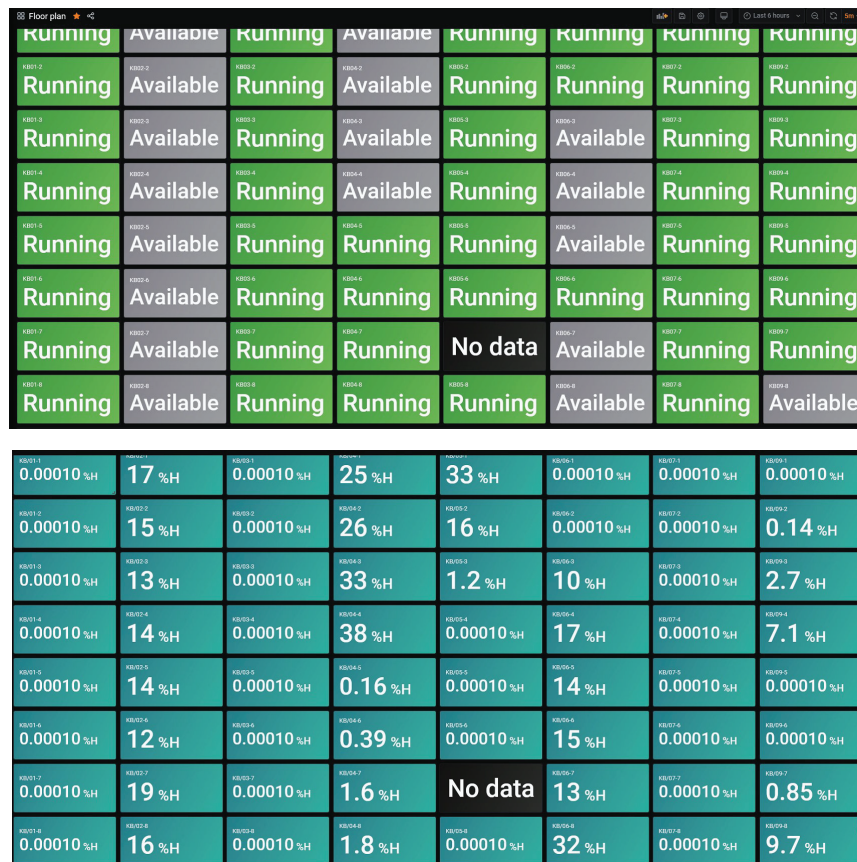 Floor plan Last 6 hours 5m
Running Available Running Available Running Running Running Running
KB01-2 KB02-2 KB03-2 KB04-2 KB05-2 KB06-2 KB07-2 KB09-2
Running Available Running Available Running Running Running Running
KB01-3 KB02-3 KB03-3 KB04-3 KB05-3 KB06-3 KB07-3 KB09-3
Running Available Running Available Running Available Running Running
KB01-4 KB02-4 KB03-4 KB04-4 KB05-4 KB06-4 KB07-4 KB09-4
Running Available Running Available Running Available Running Running
KB01-5 KB02-5 KB03-5 KB04-5 KB05-5 KB06-5 KB07-5 KB09-5
Running Available Running Running Running Available Running Running
KB01-6 KB02-6 KB03-6 KB04-6 KB05-6 KB06-6 KB07-6 KB09-6
Running Available Running Running Running Running Running Running
KB01-7 KB02-7 KB03-7 KB04-7 KB06-7 KB07-7 KB09-7
Running Available Running Running No data Available Running Running
KB01-8 KB02-8 KB03-8 KB04-8 KB05-8 KB06-8 KB07-8 KB09-8
Running Available Running Running Running Available Running Available
KB/01-1 KB/02-1 KB/03-1 KB/04-1 KB/05-1 KB/06-1 KB/07-1 KB/09-1
0.00010 %H 17 %H 0.00010 %H 25 %H 33 %H 0.00010 %H 0.00010 %H 0.00010 %H
KB/01-2 KB/02-2 KB/03-2 KB/04-2 KB/05-2 KB/06-2 KB/07-2 KB/09-2
0.00010 %H 15 %H 0.00010 %H 26 %H 16 %H 0.00010 %H 0.00010 %H 0.14 %H
KB/01-3 KB/02-3 KB/03-3 KB/04-3 KB/05-3 KB/06-3 KB/07-3 KB/09-3
0.00010 %H 13 %H 0.00010 %H 33 %H 1.2 %H 10 %H 0.00010 %H 2.7 %H
KB/01-4 KB/02-4 KB/03-4 KB/04-4 KB/05-4 KB/06-4 KB/07-4 KB/09-4
0.00010 %H 14 %H 0.00010 %H 38 %H 0.00010 %H 17 %H 0.00010 %H 7.1 %H
KB/01-5 KB/02-5 KB/03-5 KB/04-5 KB/05-5 KB/06-5 KB/07-5 KB/09-5
0.00010 %H 14 %H 0.00010 %H 0.16 %H 0.00010 %H 14 %H 0.00010 %H 0.00010 %H
KB/01-6 KB/02-6 KB/03-6 KB/04-6 KB/05-6 KB/06-6 KB/07-6 KB/09-6
0.00010 %H 12 %H 0.00010 %H 0.39 %H 0.00010 %H 15 %H 0.00010 %H 0.00010 %H
KB/01-7 KB/02-7 KB/03-7 KB/04-7 KB/06-7 KB/07-7 KB/09-7
0.00010 %H 19 %H 0.00010 %H 1.6 %H No data 13 %H 0.00010 %H 0.85 %H
KB/01-8 KB/02-8 KB/03-8 KB/04-8 KB/05-8 KB/06-8 KB/07-8 KB/09-8
0.00010 %H 16 %H 0.00010 %H 1.8 %H 0.00010 %H 32 %H 0.00010 %H 9.7 %H